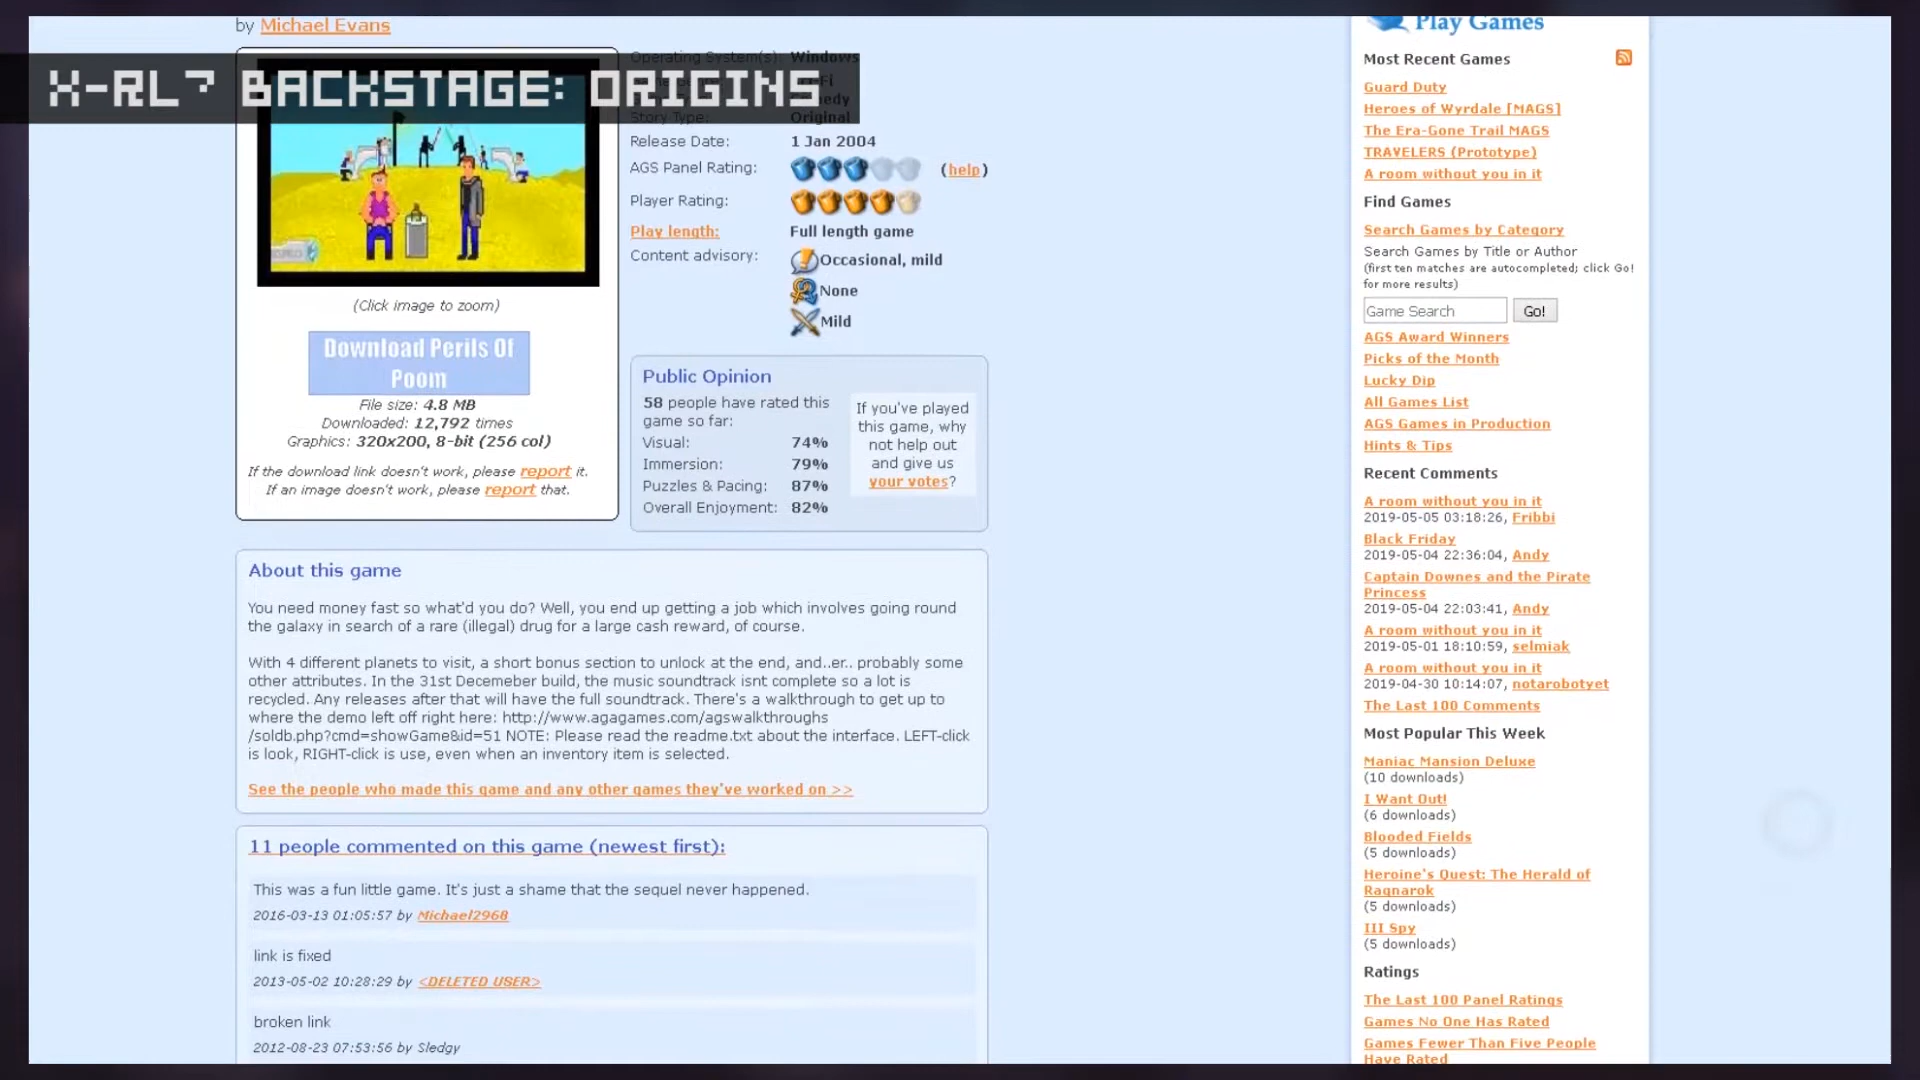 by Michael Evans
X-RL7 BACKSTAGE: ORIGINS
Operating System(s): Windows
Story Type: Original
Release Date: 1 Jan 2004
AGS Panel Rating: (help)
Player Rating:
Play length: Full length game
Content advisory: Occasional, mild
None
Mild
(Click image to zoom)
Download Perils Of
Poom
File size: 4.8 MB
Downloaded: 12,792 times
Graphics: 320x200, 8-bit (256 col)
If the download link doesn't work, please report it.
If an image doesn't work, please report that.
Public Opinion
58 people have rated this
game so far:
Visual: 74%
Immersion: 79%
Puzzles & Pacing: 87%
Overall Enjoyment: 82%
If you've played
this game, why
not help out
and give us
your votes?
About this game
You need money fast so what'd you do? Well, you end up getting a job which involves going round
the galaxy in search of a rare (illegal) drug for a large cash reward, of course.
With 4 different planets to visit, a short bonus section to unlock at the end, and..er.. probably some
other attributes. In the 31st Decemeber build, the music soundtrack isnt complete so a lot is
recycled. Any releases after that will have the full soundtrack. There's a walkthrough to get up to
where the demo left off right here: http://www.agagames.com/agswalkthroughs
/soldb.php?cmd=showGame&id=51 NOTE: Please read the readme.txt about the interface. LEFT-click
is look, RIGHT-click is use, even when an inventory item is selected.
See the people who made this game and any other games they've worked on >>
11 people commented on this game (newest first):
This was a fun little game. It's just a shame that the sequel never happened.
2016-03-13 01:05:57 by Michael2968
link is fixed
2013-05-02 10:28:29 by <DELETED USER>
broken link
2012-08-23 07:53:56 by Sledgy
Play Games
Most Recent Games
Guard Duty
Heroes of Wyrdale [MAGS]
The Era-Gone Trail MAGS
TRAVELERS (Prototype)
A room without you in it
Find Games
Search Games by Category
Search Games by Title or Author
(first ten matches are autocompleted; click Go!
for more results)
Game Search Go!
AGS Award Winners
Picks of the Month
Lucky Dip
All Games List
AGS Games in Production
Hints & Tips
Recent Comments
A room without you in it
2019-05-05 03:18:26, Fribbi
Black Friday
2019-05-04 22:36:04, Andy
Captain Downes and the Pirate
Princess
2019-05-04 22:03:41, Andy
A room without you in it
2019-05-01 18:10:59, selmiak
A room without you in it
2019-04-30 10:14:07, notarobotyet
The Last 100 Comments
Most Popular This Week
Maniac Mansion Deluxe
(10 downloads)
I Want Out!
(6 downloads)
Blooded Fields
(5 downloads)
Heroine's Quest: The Herald of
Ragnarok
(5 downloads)
III Spy
(5 downloads)
Ratings
The Last 100 Panel Ratings
Games No One Has Rated
Games Fewer Than Five People
Have Rated